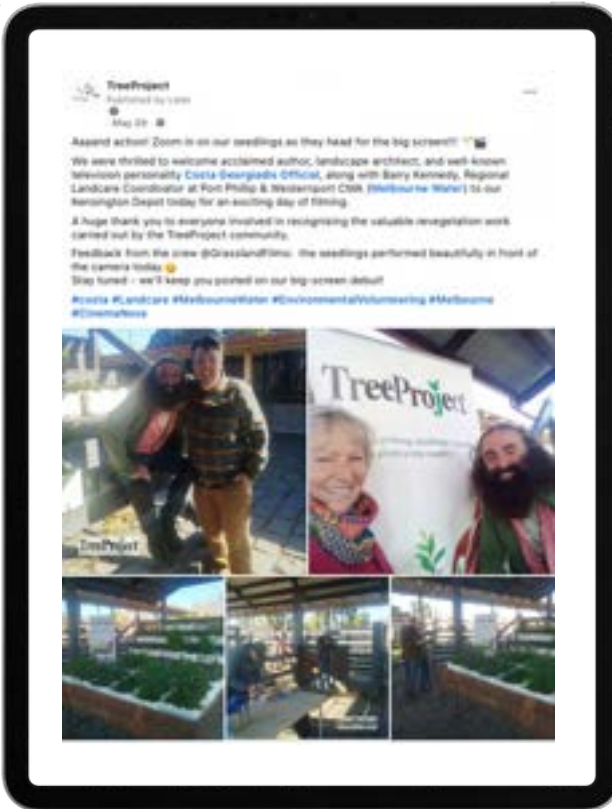 TreeProject
May 29
Aaaand action! Zoom in on our seedlings as they head for the big screen!!!
We were thrilled to welcome acclaimed author, landscape architect, and well-known
television personality Costa Georgiadis Official, along with Barry Kennedy, Regional
Landcare Coordinator at Port Phillip & Westernport CMA (Melbourne Water) to our
Kensington Depot today for an exciting day of filming.
A huge thank you to everyone involved in recognising the valuable revegetation work
carried out by the TreeProject community.
Feedback from the crew @GrasslandFilms: the seedlings performed beautifully in front of
the camera today
Stay tuned – we'll keep you posted on our big-screen debut!
#costa #Landcare #MelbourneWater #EnvironmentalVolunteering #Melbourne
#CinemaNova
TreeProject
TreeProject